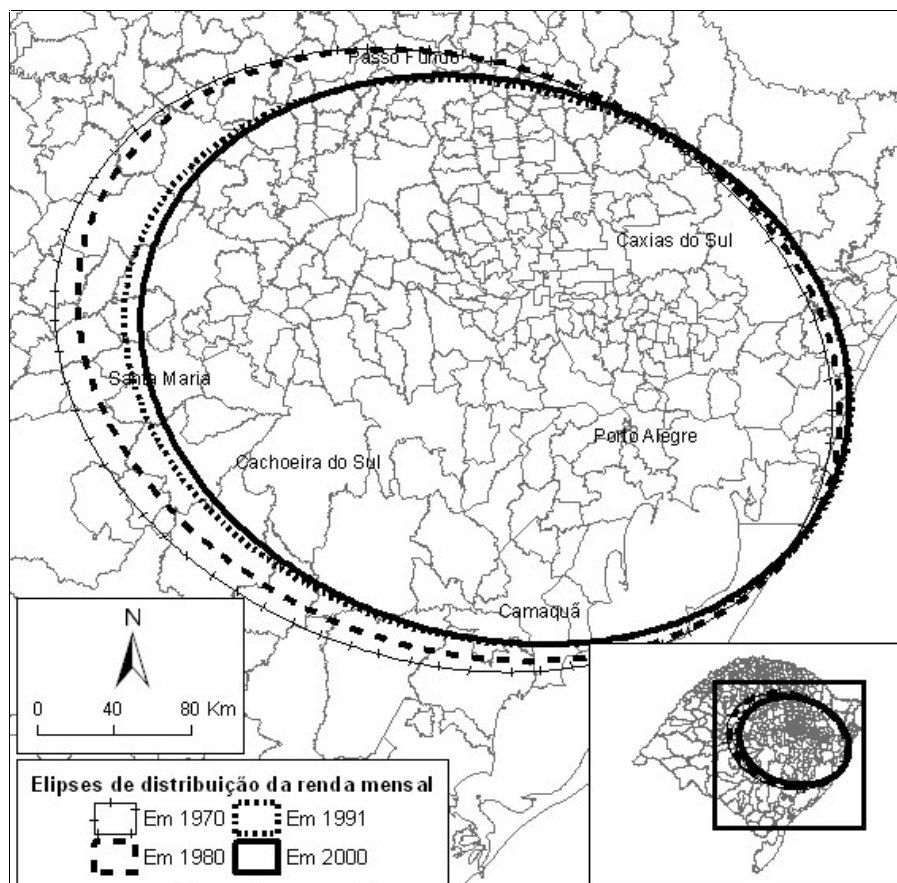 Passo Fundo
Caxias do Sul
Santa Maria
Porto Alegre
Cachoeira do Sul
Camaquã
N
0 40 80 Km
Elipses de distribuição da renda mensal
Em 1970 Em 1991
Em 1980 Em 2000